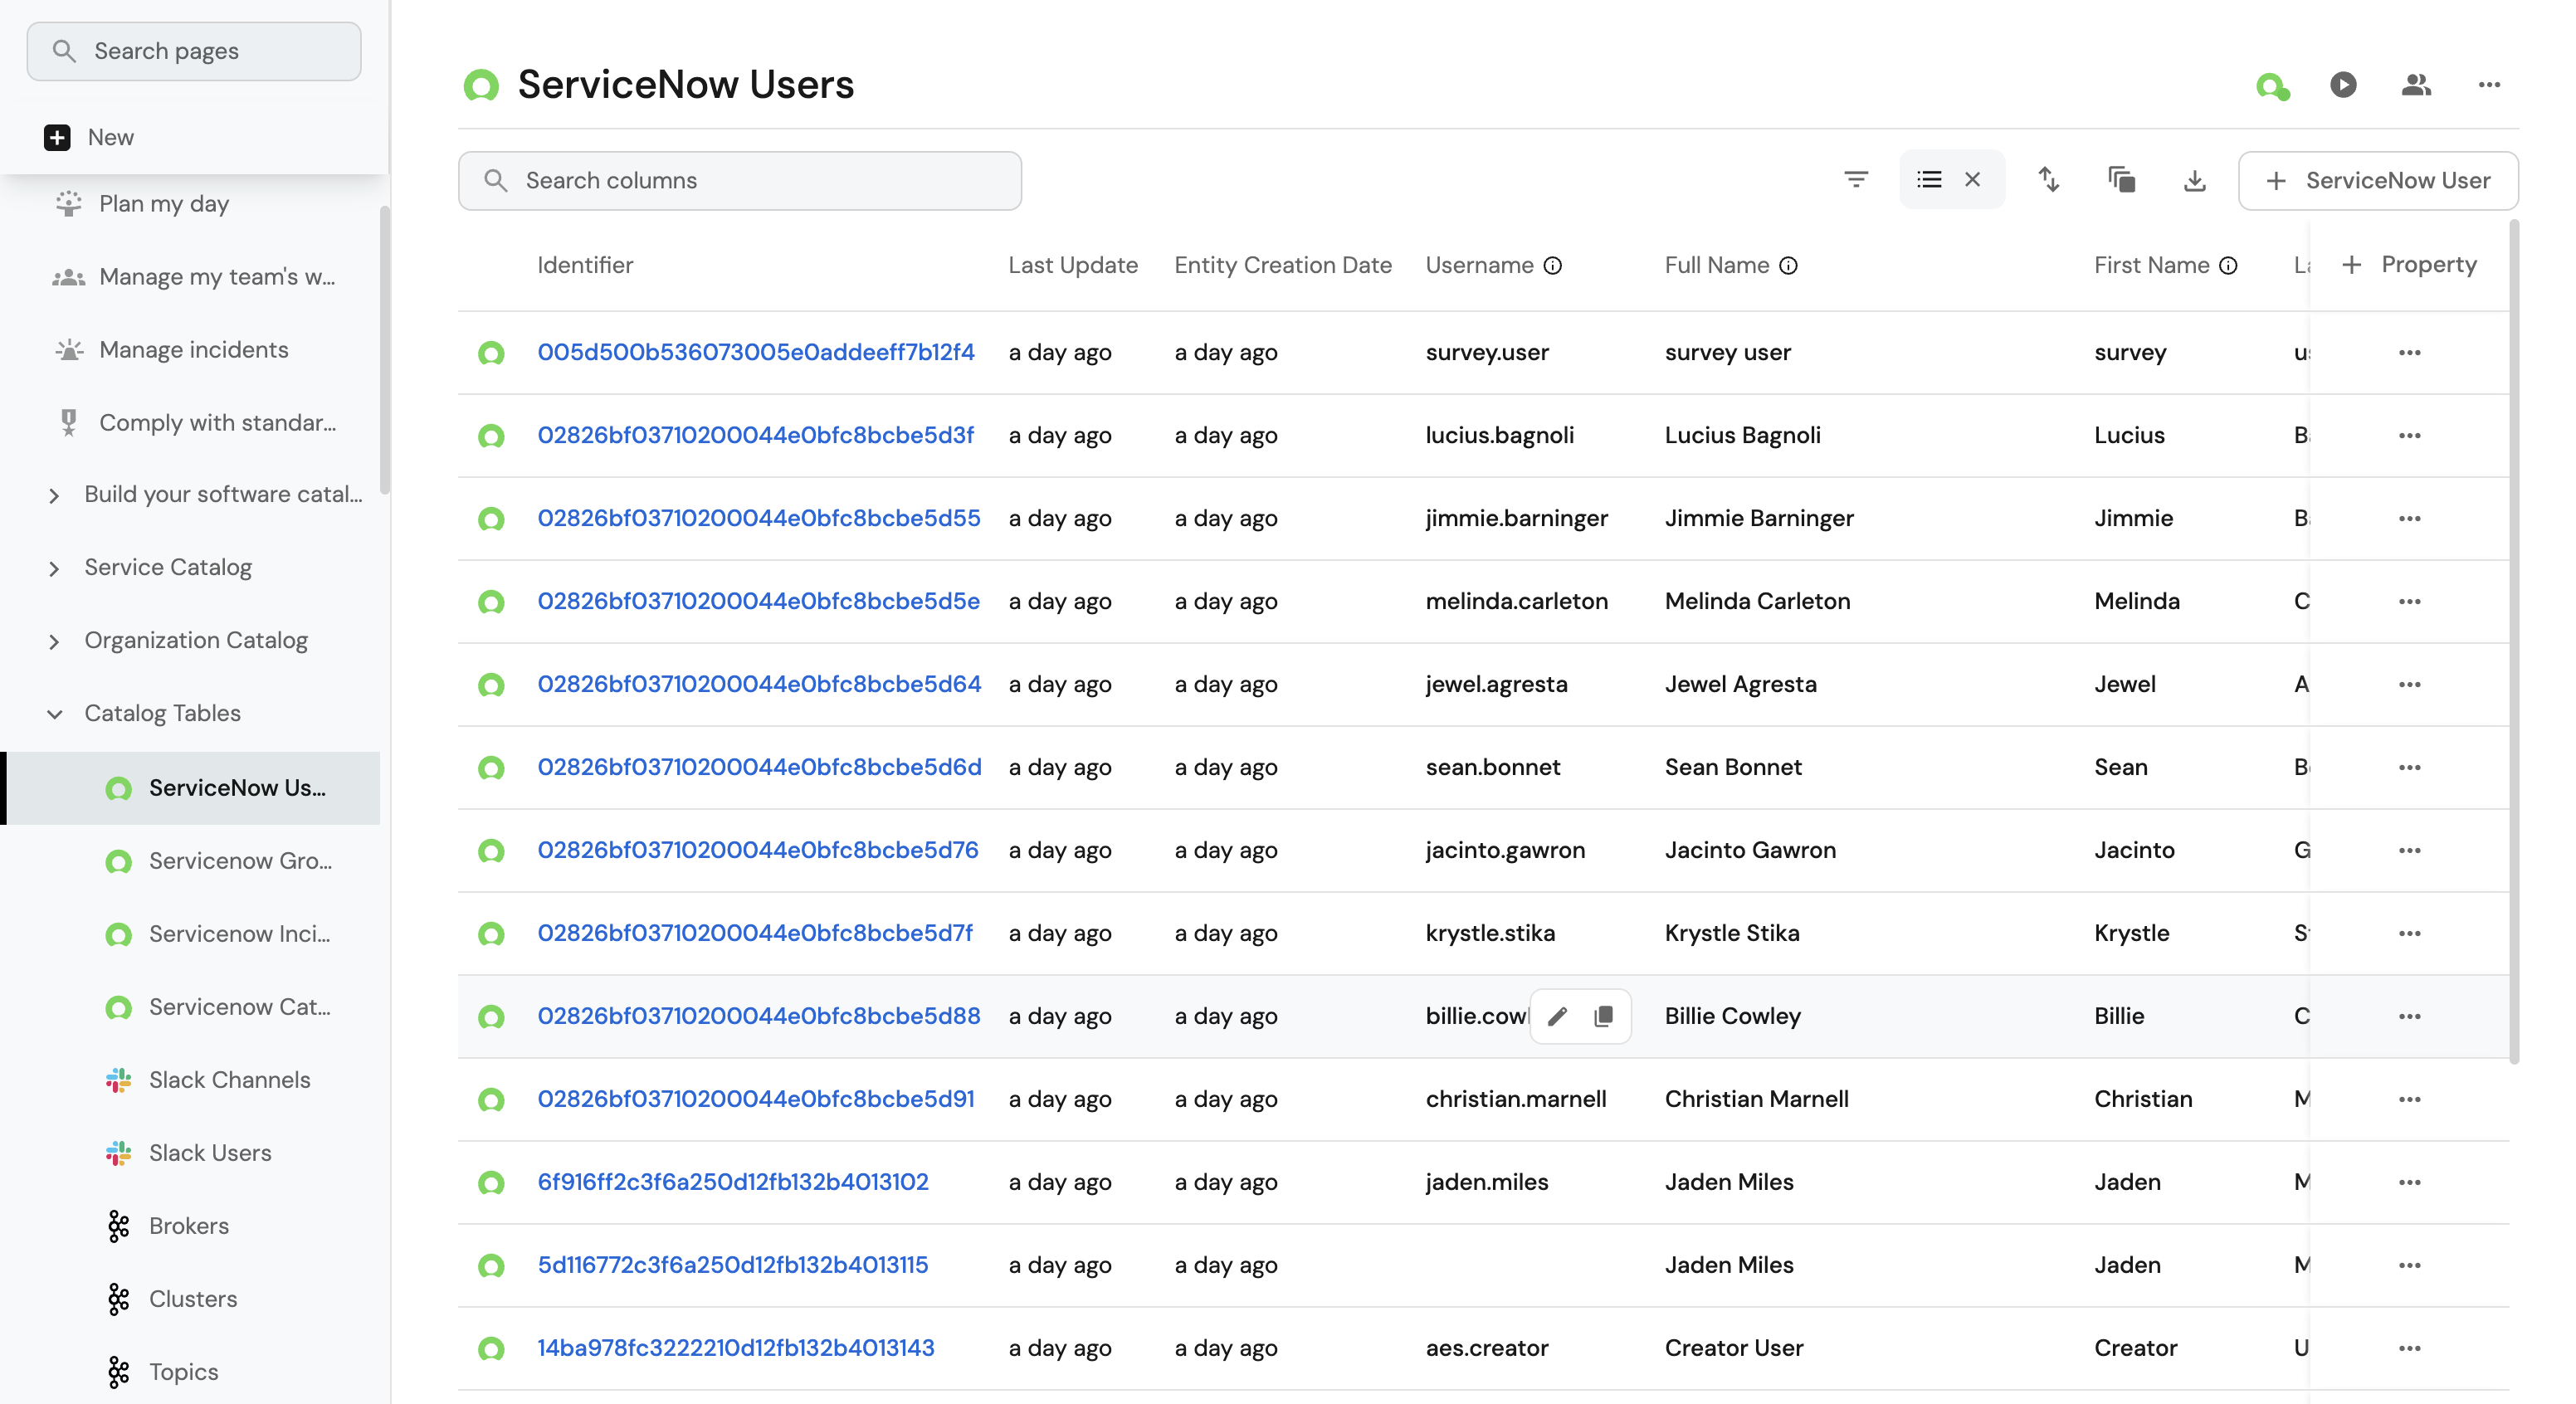 Search pages
New
Plan my day
Manage my team's w...
Manage incidents
Comply with standar...
Build your software catal...
Service Catalog
Organization Catalog
Catalog Tables
ServiceNow Us...
Servicenow Gro...
Servicenow Inci...
Servicenow Cat...
Slack Channels
Slack Users
Brokers
Clusters
Topics
ServiceNow Users
Search columns
ServiceNow User
Identifier Last Update Entity Creation Date Username Full Name First Name La Property
005d500b536073005e0addeeff7b12f4 a day ago a day ago survey.user survey user survey us
02826bf03710200044e0bfc8bcbe5d3f a day ago a day ago lucius.bagnoli Lucius Bagnoli Lucius Ba
02826bf03710200044e0bfc8bcbe5d55 a day ago a day ago jimmie.barninger Jimmie Barninger Jimmie Ba
02826bf03710200044e0bfc8bcbe5d5e a day ago a day ago melinda.carleton Melinda Carleton Melinda C
02826bf03710200044e0bfc8bcbe5d64 a day ago a day ago jewel.agresta Jewel Agresta Jewel A
02826bf03710200044e0bfc8bcbe5d6d a day ago a day ago sean.bonnet Sean Bonnet Sean Bo
02826bf03710200044e0bfc8bcbe5d76 a day ago a day ago jacinto.gawron Jacinto Gawron Jacinto G
02826bf03710200044e0bfc8bcbe5d7f a day ago a day ago krystle.stika Krystle Stika Krystle St
02826bf03710200044e0bfc8bcbe5d88 a day ago a day ago billie.cowl Billie Cowley Billie C
02826bf03710200044e0bfc8bcbe5d91 a day ago a day ago christian.marnell Christian Marnell Christian M
6f916ff2c3f6a250d12fb132b4013102 a day ago a day ago jaden.miles Jaden Miles Jaden M
5d116772c3f6a250d12fb132b4013115 a day ago a day ago Jaden Miles Jaden M
14ba978fc3222210d12fb132b4013143 a day ago a day ago aes.creator Creator User Creator U